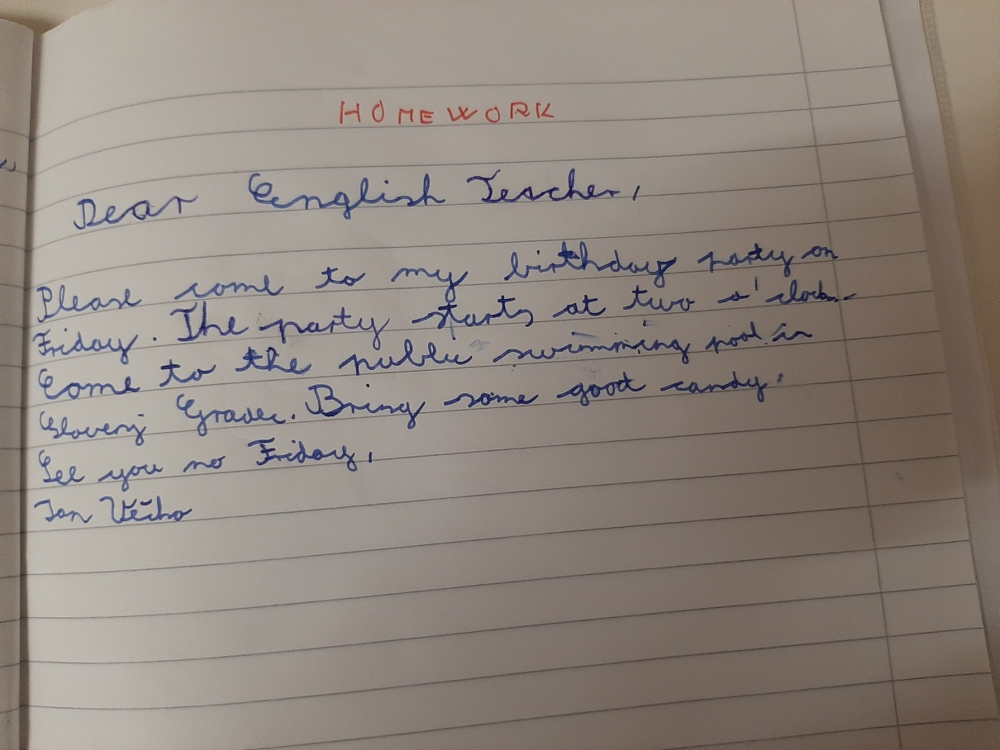 HOMEWORK
Dear English Teacher,
Please come to my birthday party on
Friday. The party starts at two o'clock.
Come to the public swimming pool in
Slovenj Gradec. Bring some good candy.
See you no Friday,
Jan